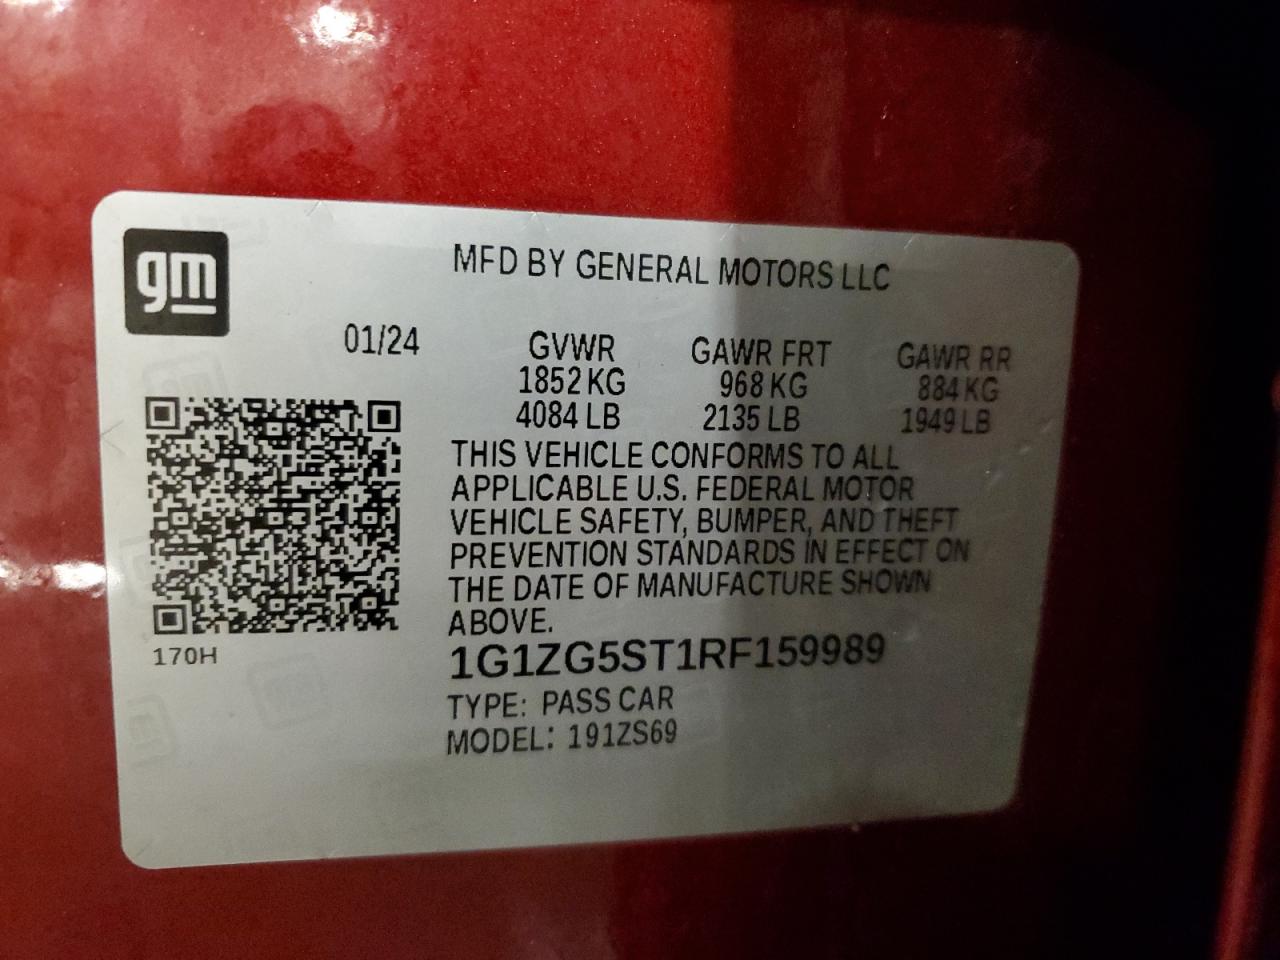 gm
MFD BY GENERAL MOTORS LLC
01/24 GVWR GAWR FRT GAWR RR
1852 KG 968 KG 884 KG
4084 LB 2135 LB 1949 LB
THIS VEHICLE CONFORMS TO ALL
APPLICABLE U.S. FEDERAL MOTOR
VEHICLE SAFETY, BUMPER, AND THEFT
PREVENTION STANDARDS IN EFFECT ON
THE DATE OF MANUFACTURE SHOWN
ABOVE.
170H
1G1ZG5ST1RF159989
TYPE: PASS CAR
MODEL: 191ZS69